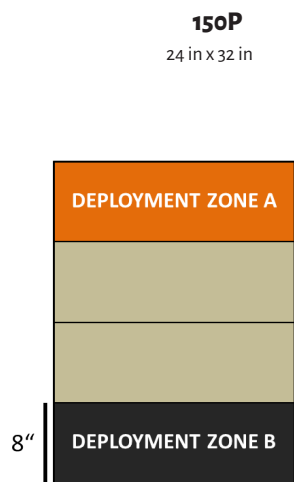 150P
24 in x 32 in
DEPLOYMENT ZONE A
8“
DEPLOYMENT ZONE B